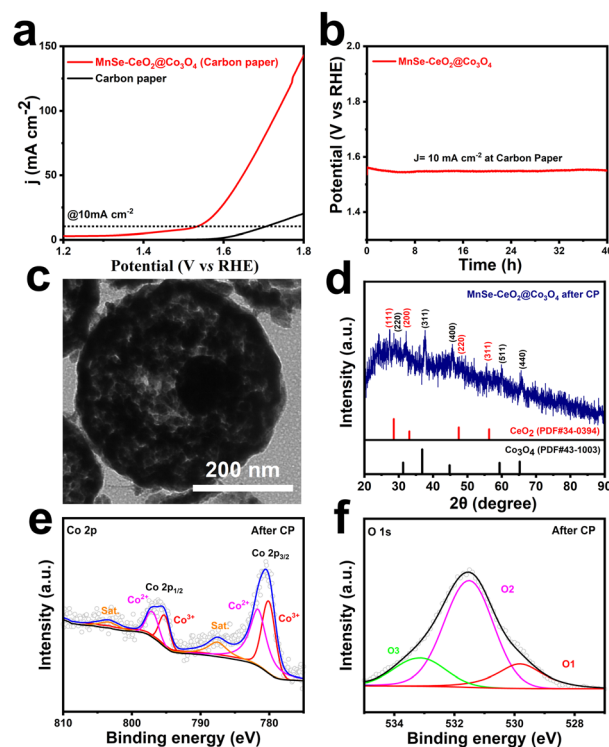 a
150
100
50
0
j (mA cm-2)
MnSe-CeO2@Co3O4 (Carbon paper)
Carbon paper
@10mA cm-2
1.2 1.4 1.6 1.8
Potential (V vs RHE)
b
2.0
1.8
1.6
1.4
Potential (V vs RHE)
MnSe-CeO2@Co3O4
J= 10 mA cm-2 at Carbon Paper
0 8 16 24 32 40
Time (h)
c
200 nm
d
Intensity (a.u.)
MnSe-CeO2@Co3O4 after CP
(111)
(220)
(200)
(311)
(400)
(220)
(311)
(511)
(440)
CeO2 (PDF#34-0394)
Co3O4 (PDF#43-1003)
20 30 40 50 60 70 80 90
2θ (degree)
e
Intensity (a.u.)
Co 2p
After CP
Co 2p3/2
Co 2p1/2
Co2+
Co3+
Sat.
Co2+
Co3+
Sat.
810 800 790 780
Binding energy (eV)
f
Intensity (a.u.)
O 1s
After CP
O2
O3
O1
534 532 530 528
Binding energy (eV)